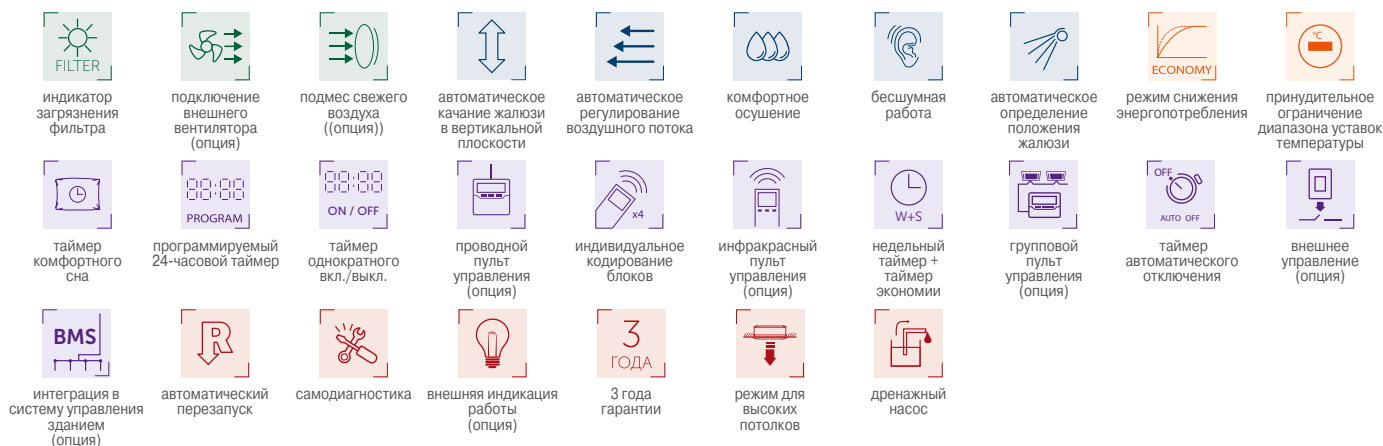 FILTER
индикатор
загрязнения
фильтра
подключение
внешнего
вентилятора
(опция)
подмес свежего
воздуха
((опция))
автоматическое
качание жалюзи
в вертикальной
плоскости
автоматическое
регулирование
воздушного потока
комфортное
осушение
бесшумная
работа
автоматическое
определение
положения
жалюзи
ECONOMY
режим снижения
энергопотребления
°C
принудительное
ограничение
диапазона уставок
температуры
таймер
комфортного
сна
88:88
PROGRAM
программируемый
24-часовой таймер
88:88
ON / OFF
таймер
однократного
вкл./выкл.
проводной
пульт
управления
(опция)
x4
индивидуальное
кодирование
блоков
инфракрасный
пульт
управления
(опция)
W+S
недельный
таймер +
таймер
экономии
групповой
пульт
управления
(опция)
OFF
AUTO OFF
таймер
автоматического
отключения
внешнее
управление
(опция)
BMS
интеграция в
систему управления
зданием
(опция)
R
автоматический
перезапуск
самодиагностика
внешняя индикация
работы
(опция)
3
ГОДА
3 года
гарантии
режим для
высоких
потолков
дренажный
насос